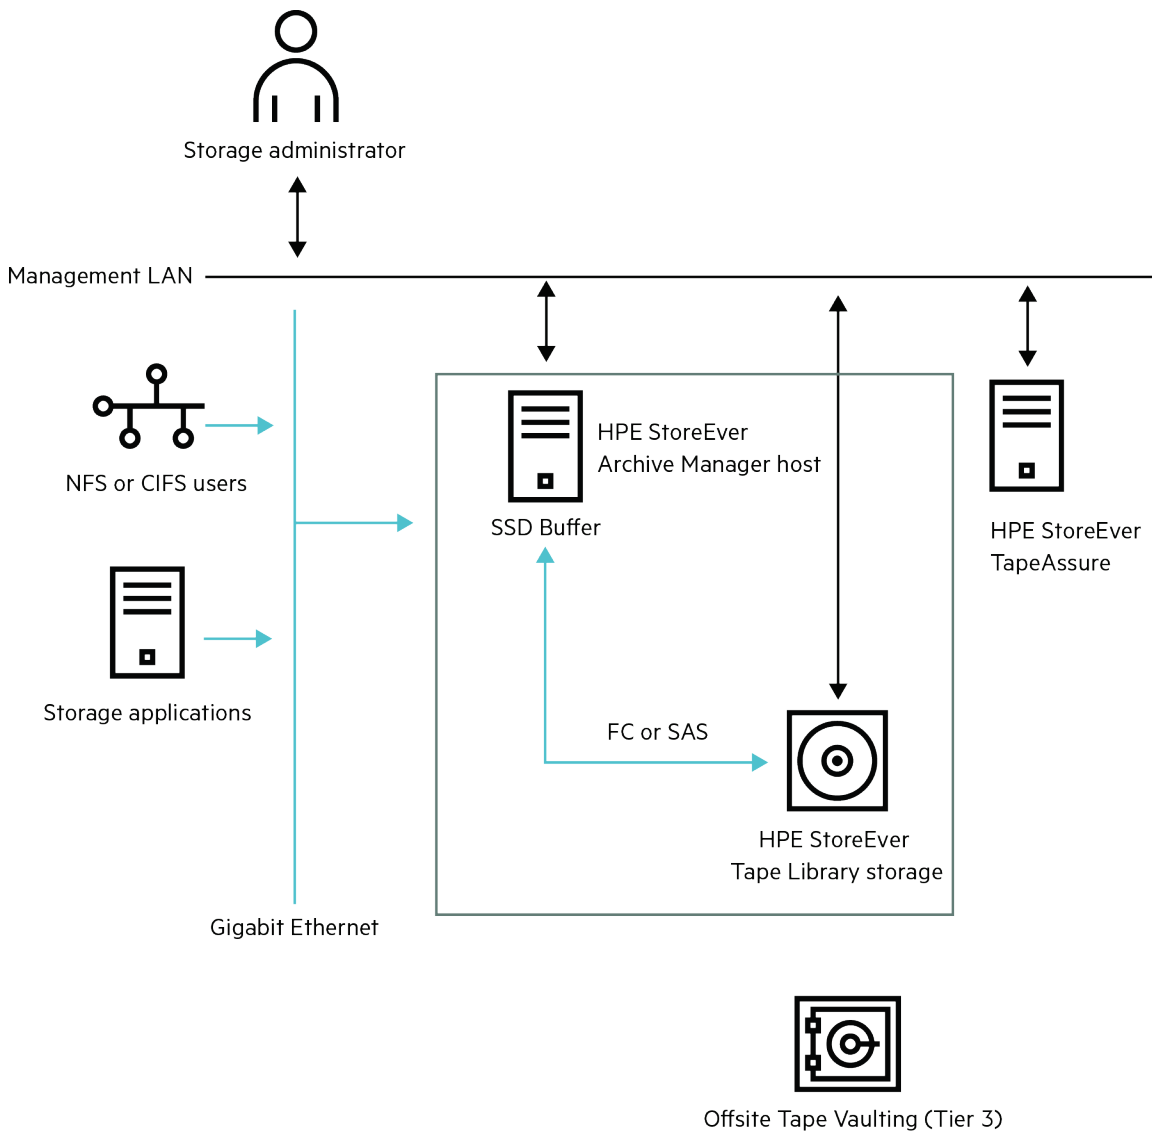 Storage administrator
Management LAN
NFS or CIFS users
HPE StoreEver
Archive Manager host
SSD Buffer
HPE StoreEver
TapeAssure
Storage applications
FC or SAS
HPE StoreEver
Tape Library storage
Gigabit Ethernet
Offsite Tape Vaulting (Tier 3)